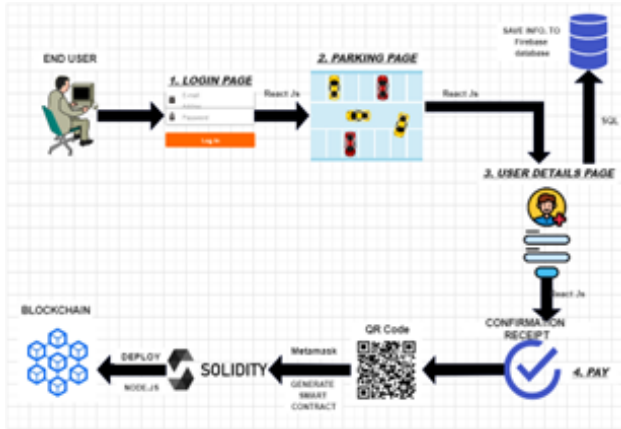 SAVE INFO. TO
Firebase
database
END USER
2. PARKING PAGE
1. LOGIN PAGE
E-mail
Password
Log in
React Js
React Js
SQL
3. USER DETAILS PAGE
React Js
BLOCKCHAIN
CONFIRMATION
RECEIPT
QR Code
Metamask
DEPLOY
SOLIDITY
NODE.JS
GENERATE
SMART
CONTRACT
4. PAY